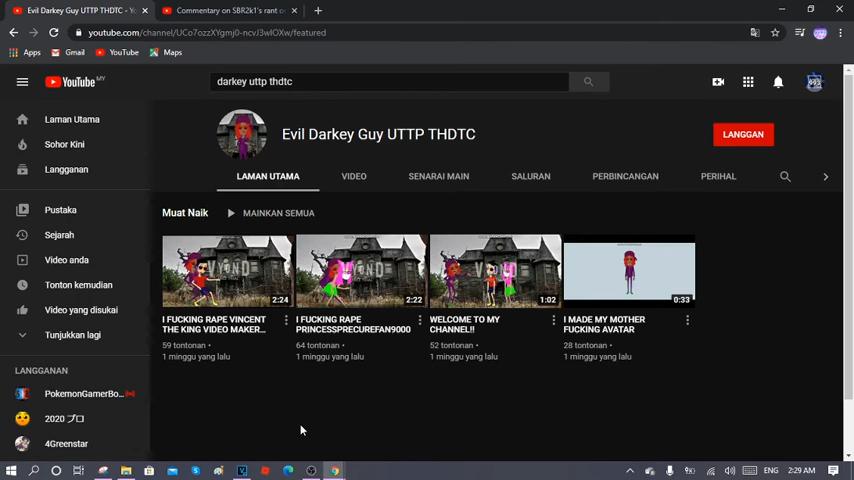 Evil Darkey Guy UTTP THDTC - Yo
Commentary on SBR2k1's rant o
youtube.com/channel/UCo7ozzXYgmj0-ncvJ3wIOXw/featured
Apps Gmail YouTube Maps
YouTube MY
darkey uttp thdtc
Laman Utama
Sohor Kini
Langganan
Pustaka
Sejarah
Video anda
Tonton kemudian
Video yang disukai
Tunjukkan lagi
LANGGANAN
PokemonGamerBo...
2020 プロ
4Greenstar
Evil Darkey Guy UTTP THDTC
LANGGAN
LAMAN UTAMA VIDEO SENARAI MAIN SALURAN PERBINCANGAN PERIHAL
Muat Naik MAINKAN SEMUA
VYOND
2:24
VYOND
2:22
VYOND
1:02
0:33
I FUCKING RAPE VINCENT
THE KING VIDEO MAKER...
59 tontonan
1 minggu yang lalu
I FUCKING RAPE
PRINCESSPRECUREFAN9000
64 tontonan
1 minggu yang lalu
WELCOME TO MY
CHANNEL!!
52 tontonan
1 minggu yang lalu
I MADE MY MOTHER
FUCKING AVATAR
28 tontonan
1 minggu yang lalu
ENG 2:29 AM